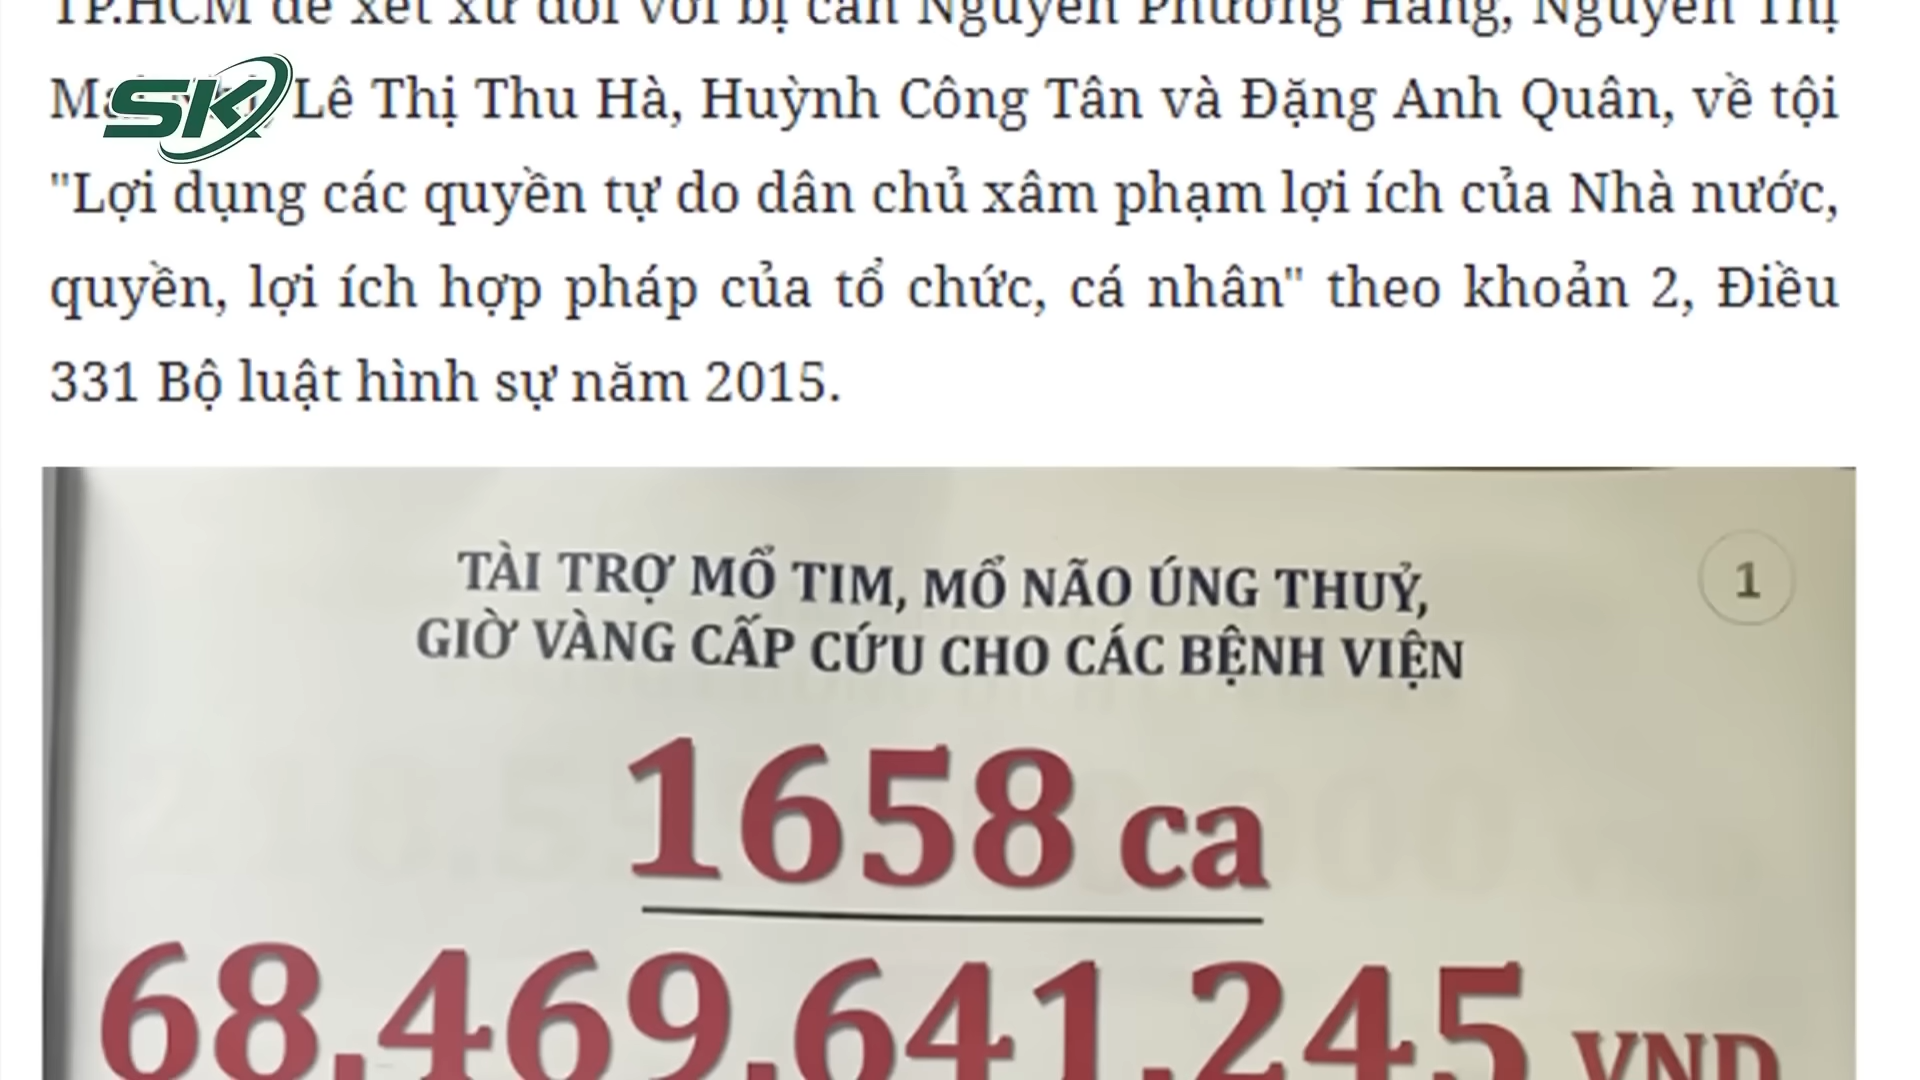 TP.HCM để xét xử đối với bị can Nguyễn Phương Hằng, Nguyễn Thị
SK Lê Thị Thu Hà, Huỳnh Công Tân và Đặng Anh Quân, về tội
"Lợi dụng các quyền tự do dân chủ xâm phạm lợi ích của Nhà nước,
quyền, lợi ích hợp pháp của tổ chức, cá nhân" theo khoản 2, Điều
331 Bộ luật hình sự năm 2015.
1
TÀI TRỢ MỔ TIM, MỔ NÃO ÚNG THUỶ,
GIỜ VÀNG CẤP CỨU CHO CÁC BỆNH VIỆN
1658 ca
68.469.641.245 VND